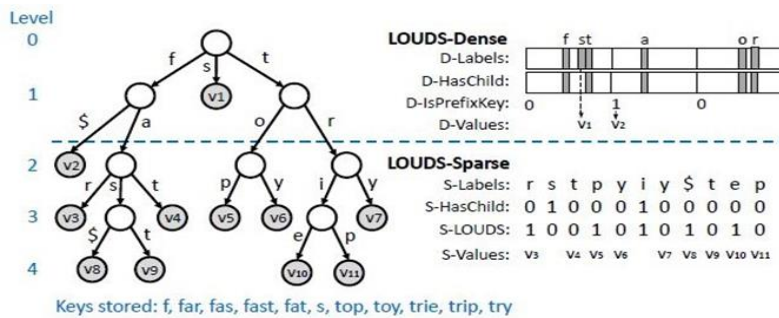 Level
0
1
2
3
4
f s t
$ a o r
v1
v2
r s t p y i y
v3 v4 v5 v6 v7
$ t e p
v8 v9 v10 v11
LOUDS-Dense
f st a o r
D-Labels:
D-HasChild:
D-IsPrefixKey: 0 1 0
D-Values: v1 v2
LOUDS-Sparse
S-Labels: r s t p y i y $ t e p
S-HasChild: 0 1 0 0 0 1 0 0 0 0 0
S-LOUDS: 1 0 0 1 0 1 0 1 0 1 0
S-Values: v3 v4 v5 v6 v7 v8 v9 v10 v11
Keys stored: f, far, fas, fast, fat, s, top, toy, trie, trip, try